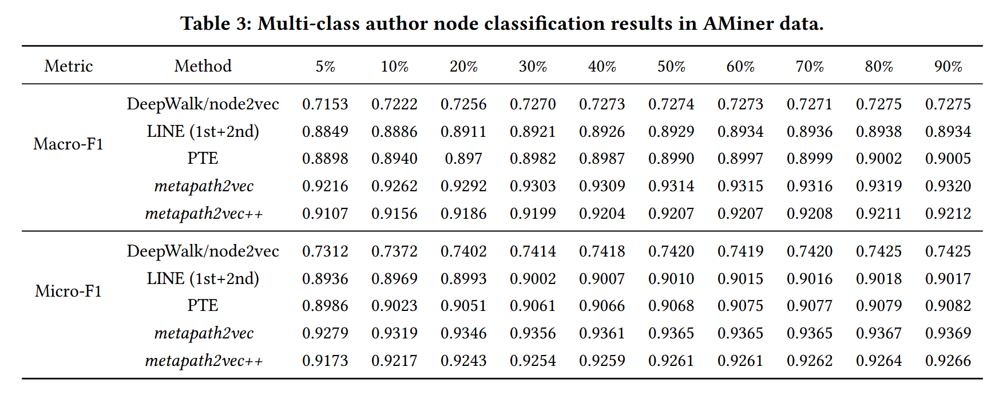 Table 3: Multi-class author node classification results in AMiner data.
Metric Method 5% 10% 20% 30% 40% 50% 60% 70% 80% 90%
Macro-F1
DeepWalk/node2vec 0.7153 0.7222 0.7256 0.7270 0.7273 0.7274 0.7273 0.7271 0.7275 0.7275
LINE (1st+2nd) 0.8849 0.8886 0.8911 0.8921 0.8926 0.8929 0.8934 0.8936 0.8938 0.8934
PTE 0.8898 0.8940 0.897 0.8982 0.8987 0.8990 0.8997 0.8999 0.9002 0.9005
metapath2vec 0.9216 0.9262 0.9292 0.9303 0.9309 0.9314 0.9315 0.9316 0.9319 0.9320
metapath2vec++ 0.9107 0.9156 0.9186 0.9199 0.9204 0.9207 0.9207 0.9208 0.9211 0.9212
Micro-F1
DeepWalk/node2vec 0.7312 0.7372 0.7402 0.7414 0.7418 0.7420 0.7419 0.7420 0.7425 0.7425
LINE (1st+2nd) 0.8936 0.8969 0.8993 0.9002 0.9007 0.9010 0.9015 0.9016 0.9018 0.9017
PTE 0.8986 0.9023 0.9051 0.9061 0.9066 0.9068 0.9075 0.9077 0.9079 0.9082
metapath2vec 0.9279 0.9319 0.9346 0.9356 0.9361 0.9365 0.9365 0.9365 0.9367 0.9369
metapath2vec++ 0.9173 0.9217 0.9243 0.9254 0.9259 0.9261 0.9261 0.9262 0.9264 0.9266